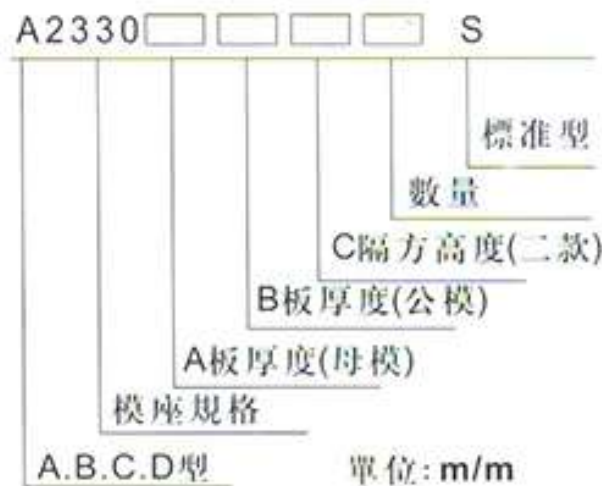 A2330 S
標准型
數量
C隔方高度(二款)
B板厚度(公模)
A板厚度(母模)
模座規格
A.B.C.D型 單位:m/m